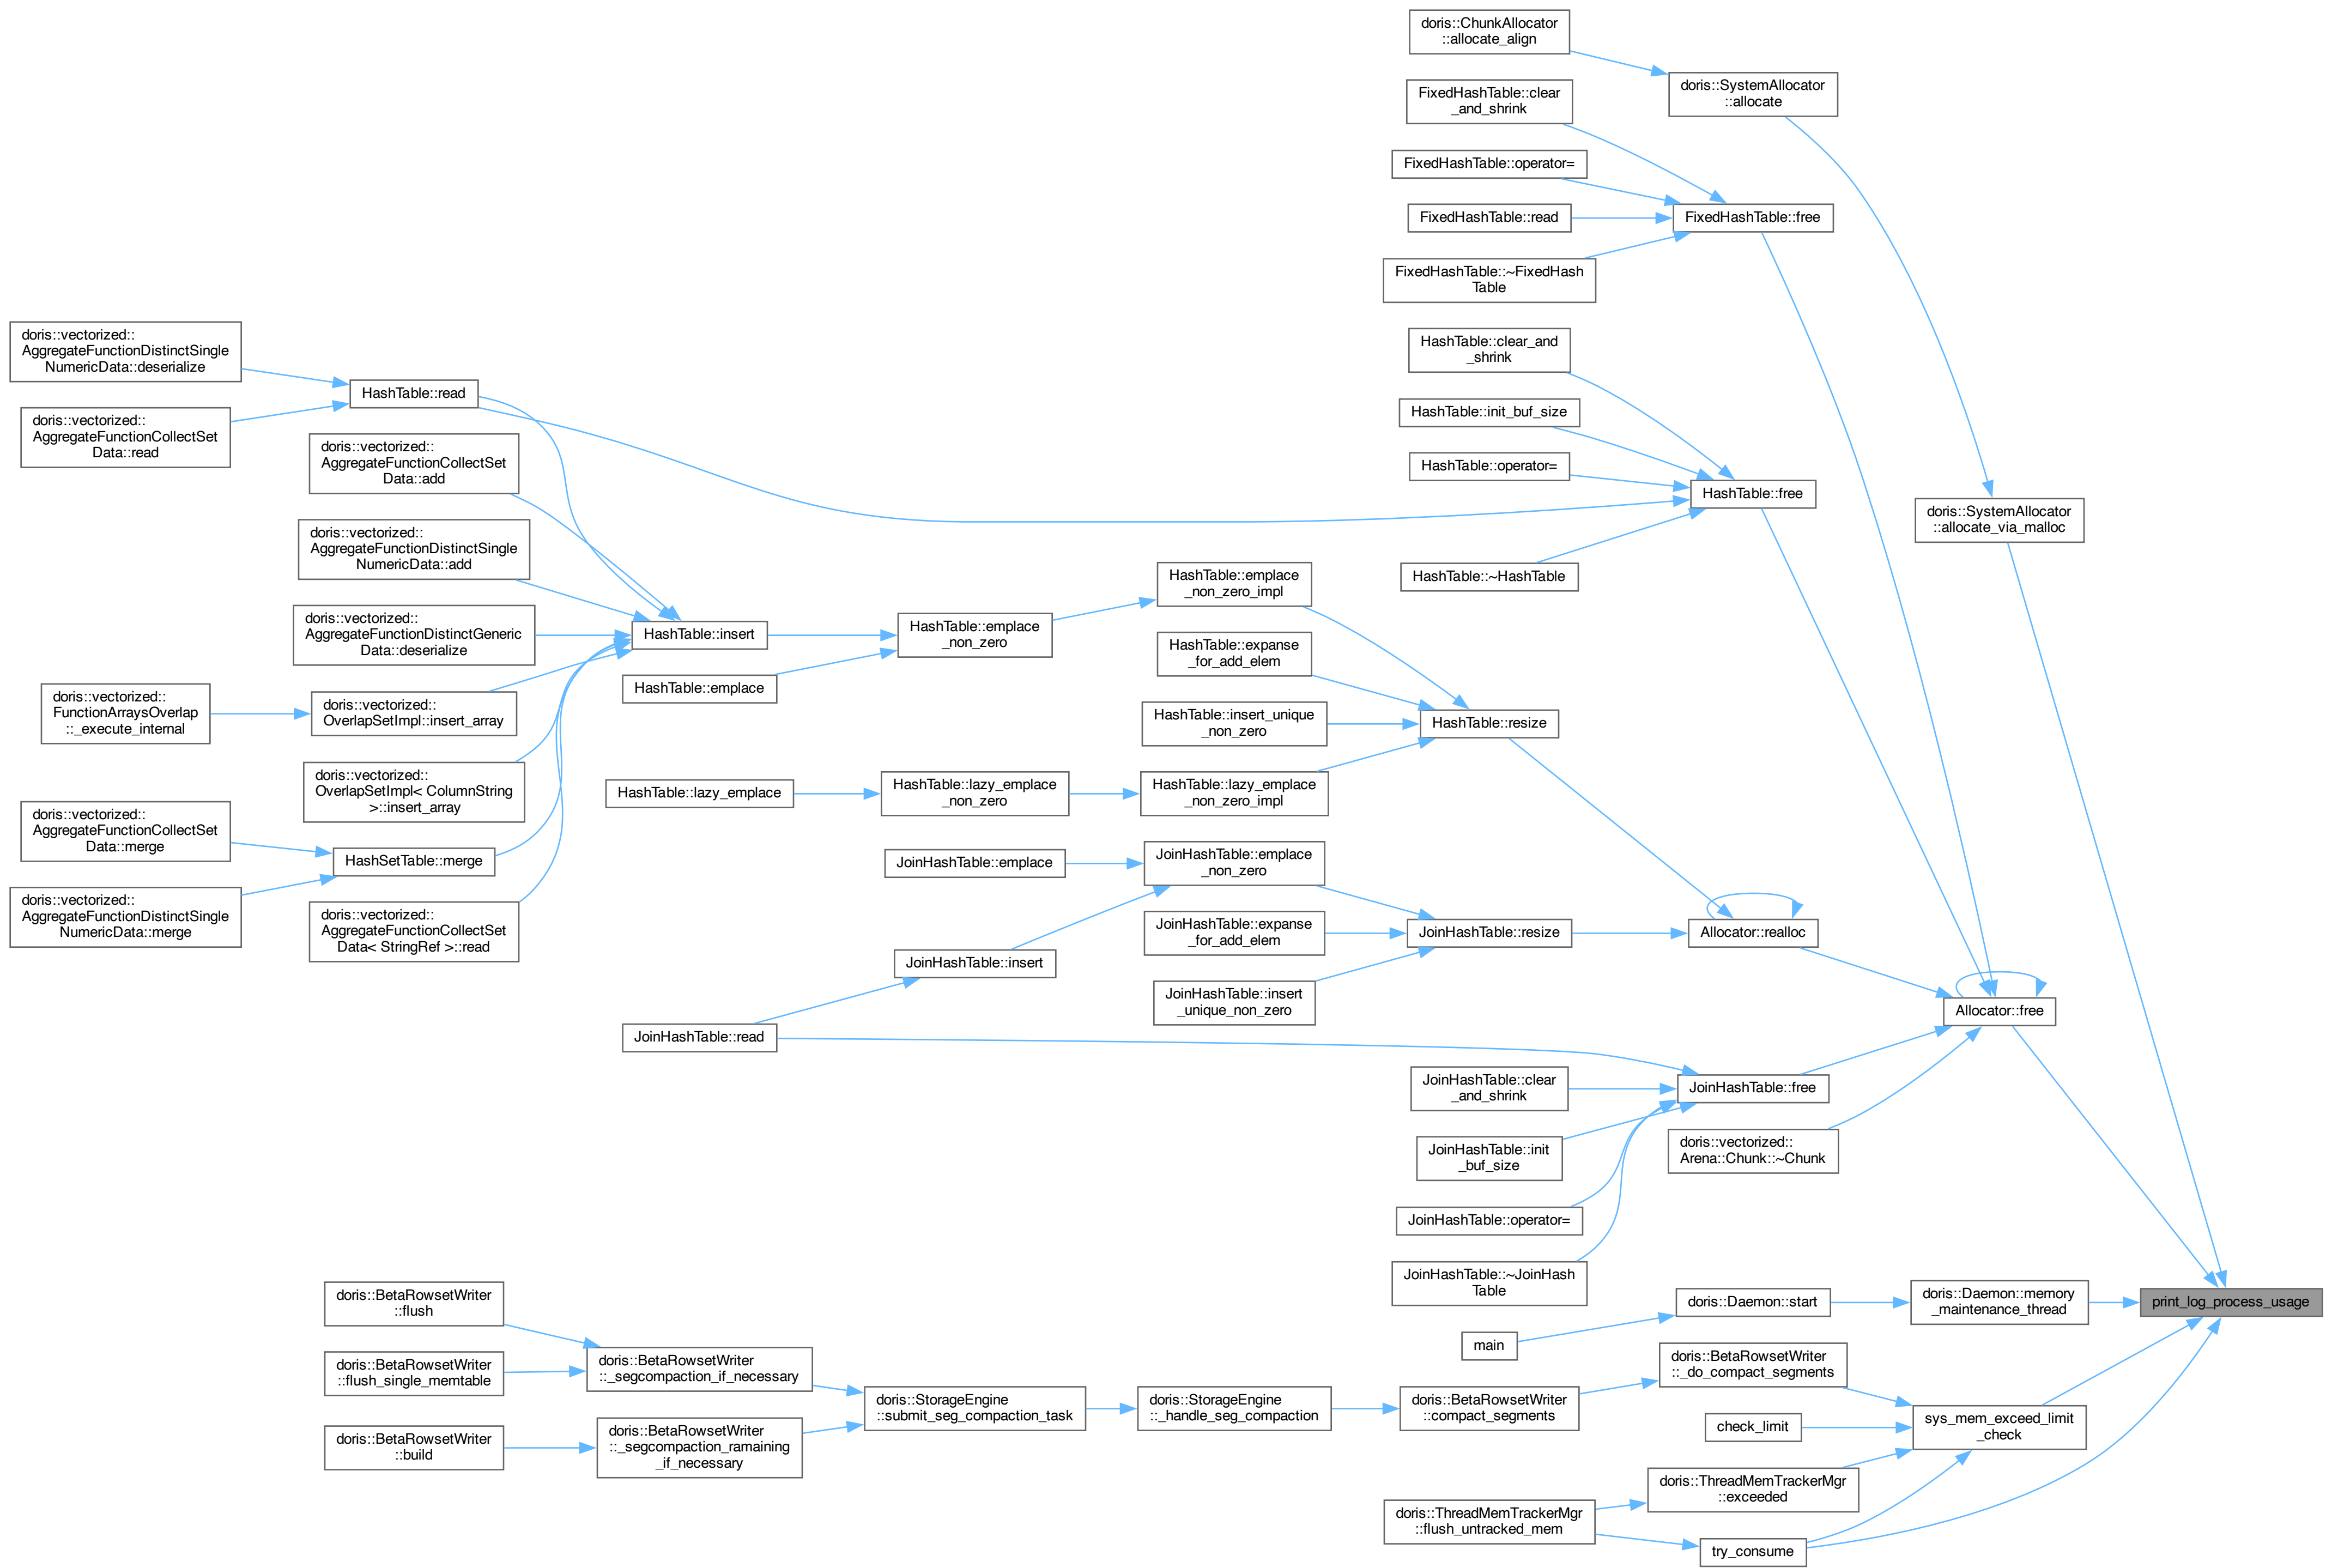 doris::ChunkAllocator
::allocate_align
doris::SystemAllocator
::allocate
FixedHashTable::clear
_and_shrink
FixedHashTable::operator=
FixedHashTable::read
FixedHashTable::free
FixedHashTable::~FixedHash
Table
doris::vectorized::
AggregateFunctionDistinctSingle
NumericData::deserialize
HashTable::read
doris::vectorized::
AggregateFunctionCollectSet
Data::read
HashTable::clear_and
_shrink
HashTable::init_buf_size
HashTable::operator=
HashTable::free
HashTable::~HashTable
doris::SystemAllocator
::allocate_via_malloc
doris::vectorized::
AggregateFunctionCollectSet
Data::add
doris::vectorized::
AggregateFunctionDistinctSingle
NumericData::add
doris::vectorized::
AggregateFunctionDistinctGeneric
Data::deserialize
HashTable::insert
HashTable::emplace
_non_zero
HashTable::emplace
_non_zero_impl
HashTable::expanse
_for_add_elem
HashTable::emplace
doris::vectorized::
FunctionArraysOverlap
::_execute_internal
doris::vectorized::
OverlapSetImpl::insert_array
HashTable::insert_unique
_non_zero
HashTable::resize
doris::vectorized::
OverlapSetImpl< ColumnString
>::insert_array
HashTable::lazy_emplace
HashTable::lazy_emplace
_non_zero
HashTable::lazy_emplace
_non_zero_impl
doris::vectorized::
AggregateFunctionCollectSet
Data::merge
HashSetTable::merge
doris::vectorized::
AggregateFunctionDistinctSingle
NumericData::merge
doris::vectorized::
AggregateFunctionCollectSet
Data< StringRef >::read
JoinHashTable::emplace
JoinHashTable::emplace
_non_zero
JoinHashTable::expanse
_for_add_elem
JoinHashTable::resize
Allocator::realloc
JoinHashTable::insert
JoinHashTable::insert
_unique_non_zero
Allocator::free
JoinHashTable::read
JoinHashTable::clear
_and_shrink
JoinHashTable::free
JoinHashTable::init
_buf_size
doris::vectorized::
Arena::Chunk::~Chunk
JoinHashTable::operator=
JoinHashTable::~JoinHash
Table
doris::Daemon::start
doris::Daemon::memory
_maintenance_thread
print_log_process_usage
main
doris::BetaRowsetWriter
::flush
doris::BetaRowsetWriter
::flush_single_memtable
doris::BetaRowsetWriter
::_segcompaction_if_necessary
doris::BetaRowsetWriter
::build
doris::BetaRowsetWriter
::_segcompaction_ramaining
_if_necessary
doris::StorageEngine
::submit_seg_compaction_task
doris::StorageEngine
::_handle_seg_compaction
doris::BetaRowsetWriter
::compact_segments
doris::BetaRowsetWriter
::_do_compact_segments
check_limit
sys_mem_exceed_limit
_check
doris::ThreadMemTrackerMgr
::exceeded
doris::ThreadMemTrackerMgr
::flush_untracked_mem
try_consume